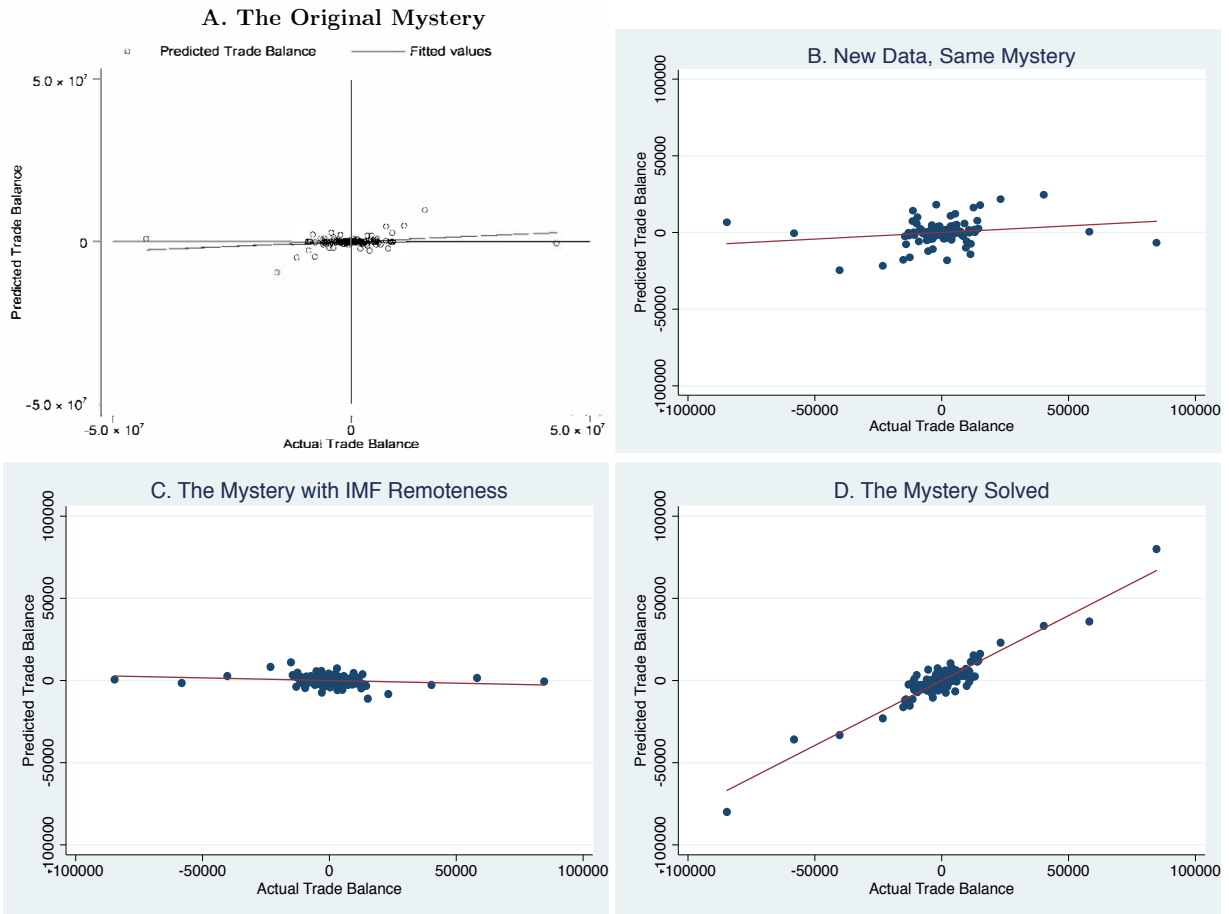 A. The Original Mystery
Predicted Trade Balance
Fitted values
5.0 × 10⁷
0
-5.0 × 10⁷
Predicted Trade Balance
-5.0 × 10⁷
0
5.0 × 10⁷
Actual Trade Balance
B. New Data, Same Mystery
100000
50000
0
-50000
-100000
Predicted Trade Balance
-100000
-50000
0
50000
100000
Actual Trade Balance
C. The Mystery with IMF Remoteness
100000
50000
0
-50000
-100000
Predicted Trade Balance
-100000
-50000
0
50000
100000
Actual Trade Balance
D. The Mystery Solved
100000
50000
0
-50000
-100000
Predicted Trade Balance
-100000
-50000
0
50000
100000
Actual Trade Balance